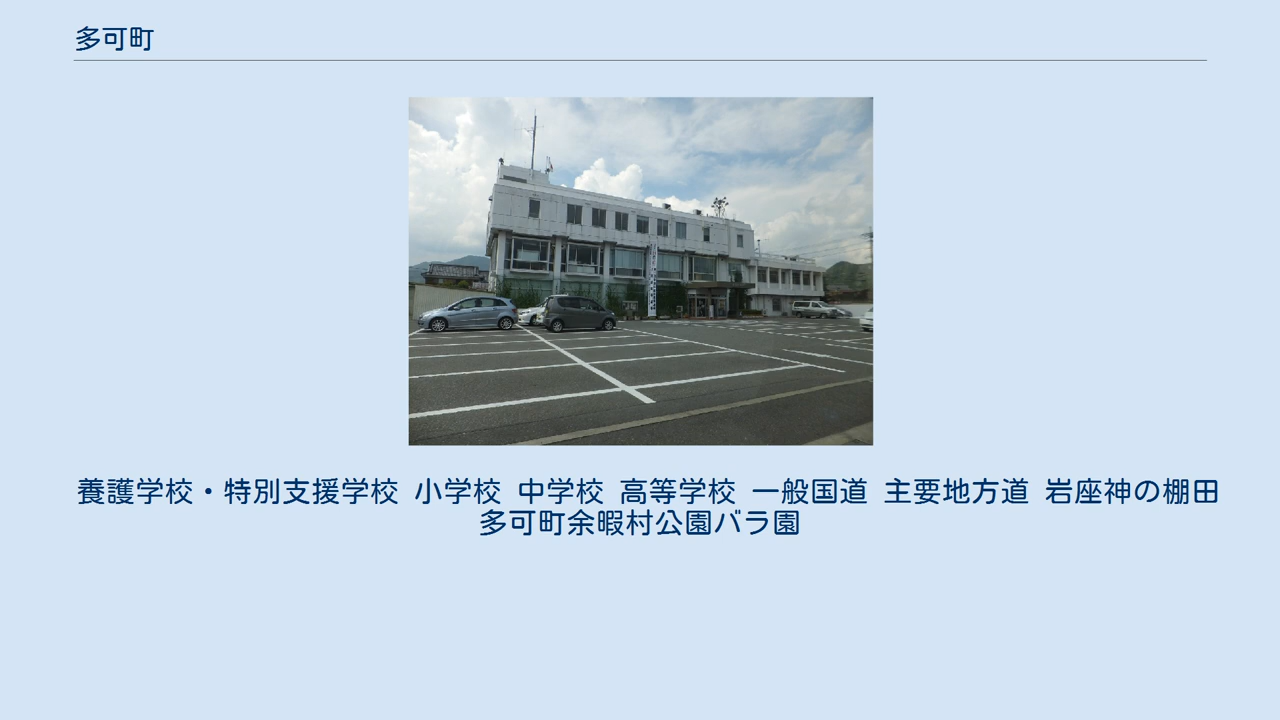 多可町
養護学校・特別支援学校 小学校 中学校 高等学校 一般国道 主要地方道 岩座神の棚田
多可町余暇村公園バラ園